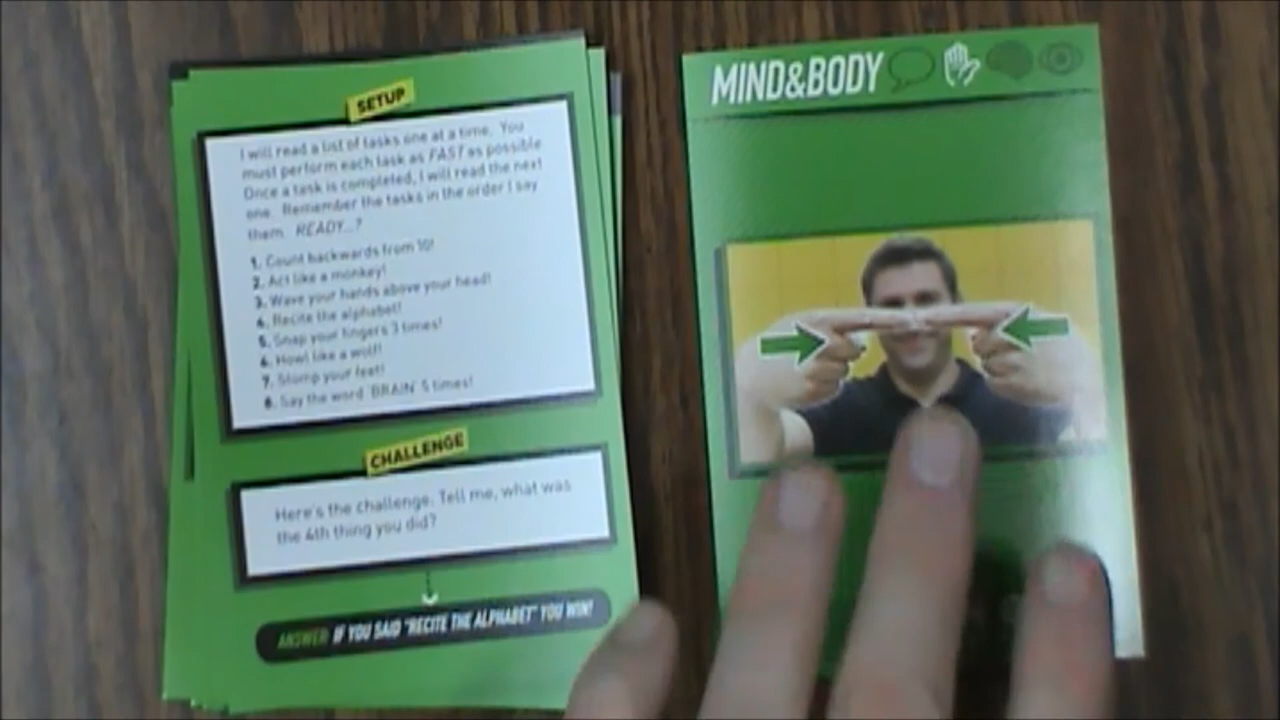 SETUP
I will read a list of tasks one at a time. You
must perform each task as FAST as possible
Once a task is completed, I will read the next
one. Remember the tasks in the order I say
them. READY...?
1. Count backwards from 10!
2. Act like a monkey!
3. Wave your hands above your head!
4. Recite the alphabet!
5. Snap your fingers 3 times!
6. Howl like a wolf!
7. Stomp your feet!
8. Say the word "BRAIN" 5 times!
CHALLENGE
Here's the challenge. Tell me, what was
the 4th thing you did?
ANSWER: IF YOU SAID "RECITE THE ALPHABET" YOU WIN!
MIND&BODY